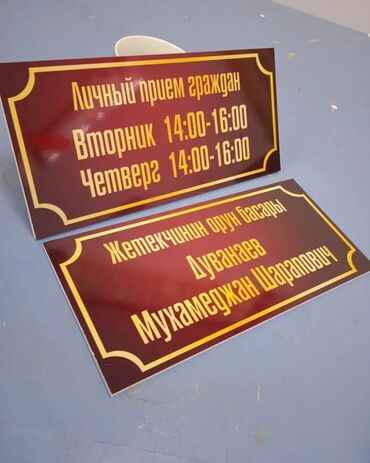 Личный прием граждан
Вторник 14:00-16:00
Четверг 14:00-16:00
Жетекчинин орун басары
Дуванаев
Мухамеджан Шарапович